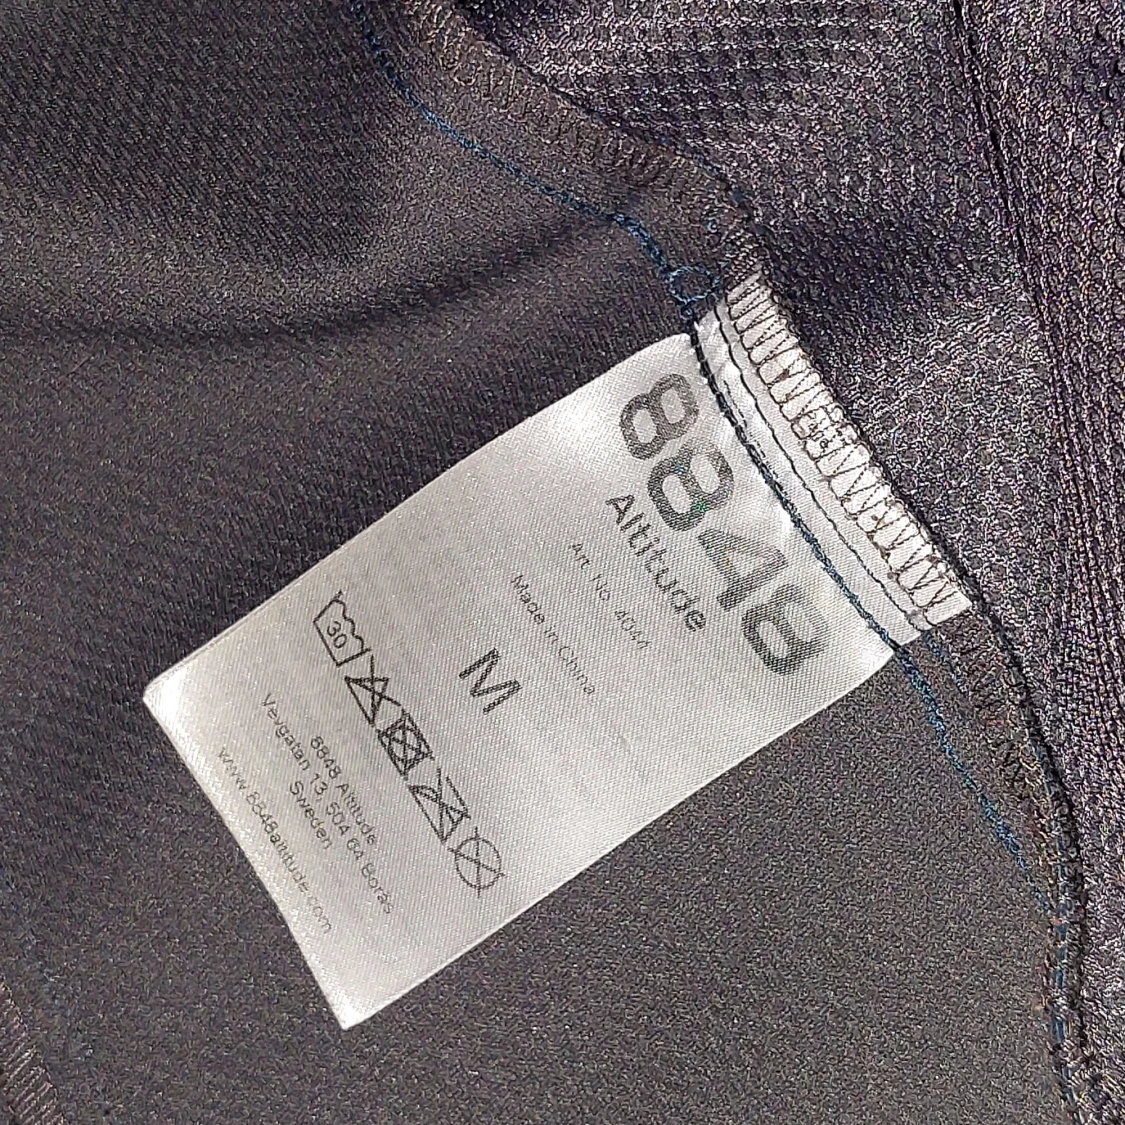 8848
Altitude
Art. No. 4044
Made in China
M
30
8848 Altitude
Vevgatan 13, 504 64 Borås
Sweden
www.8848altitude.com